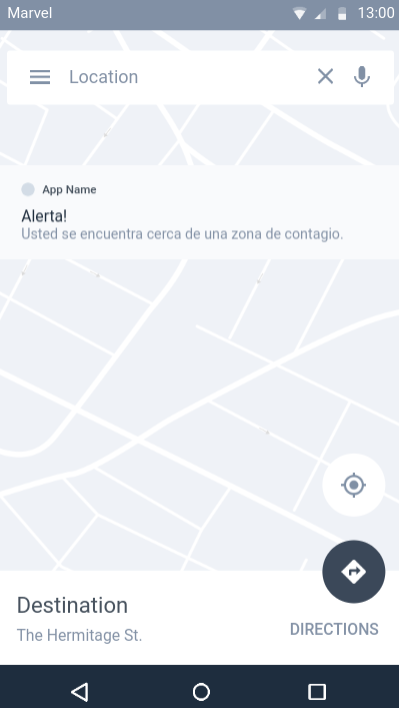 Marvel 13:00
Location
App Name
Alerta!
Usted se encuentra cerca de una zona de contagio.
Destination
The Hermitage St.
DIRECTIONS